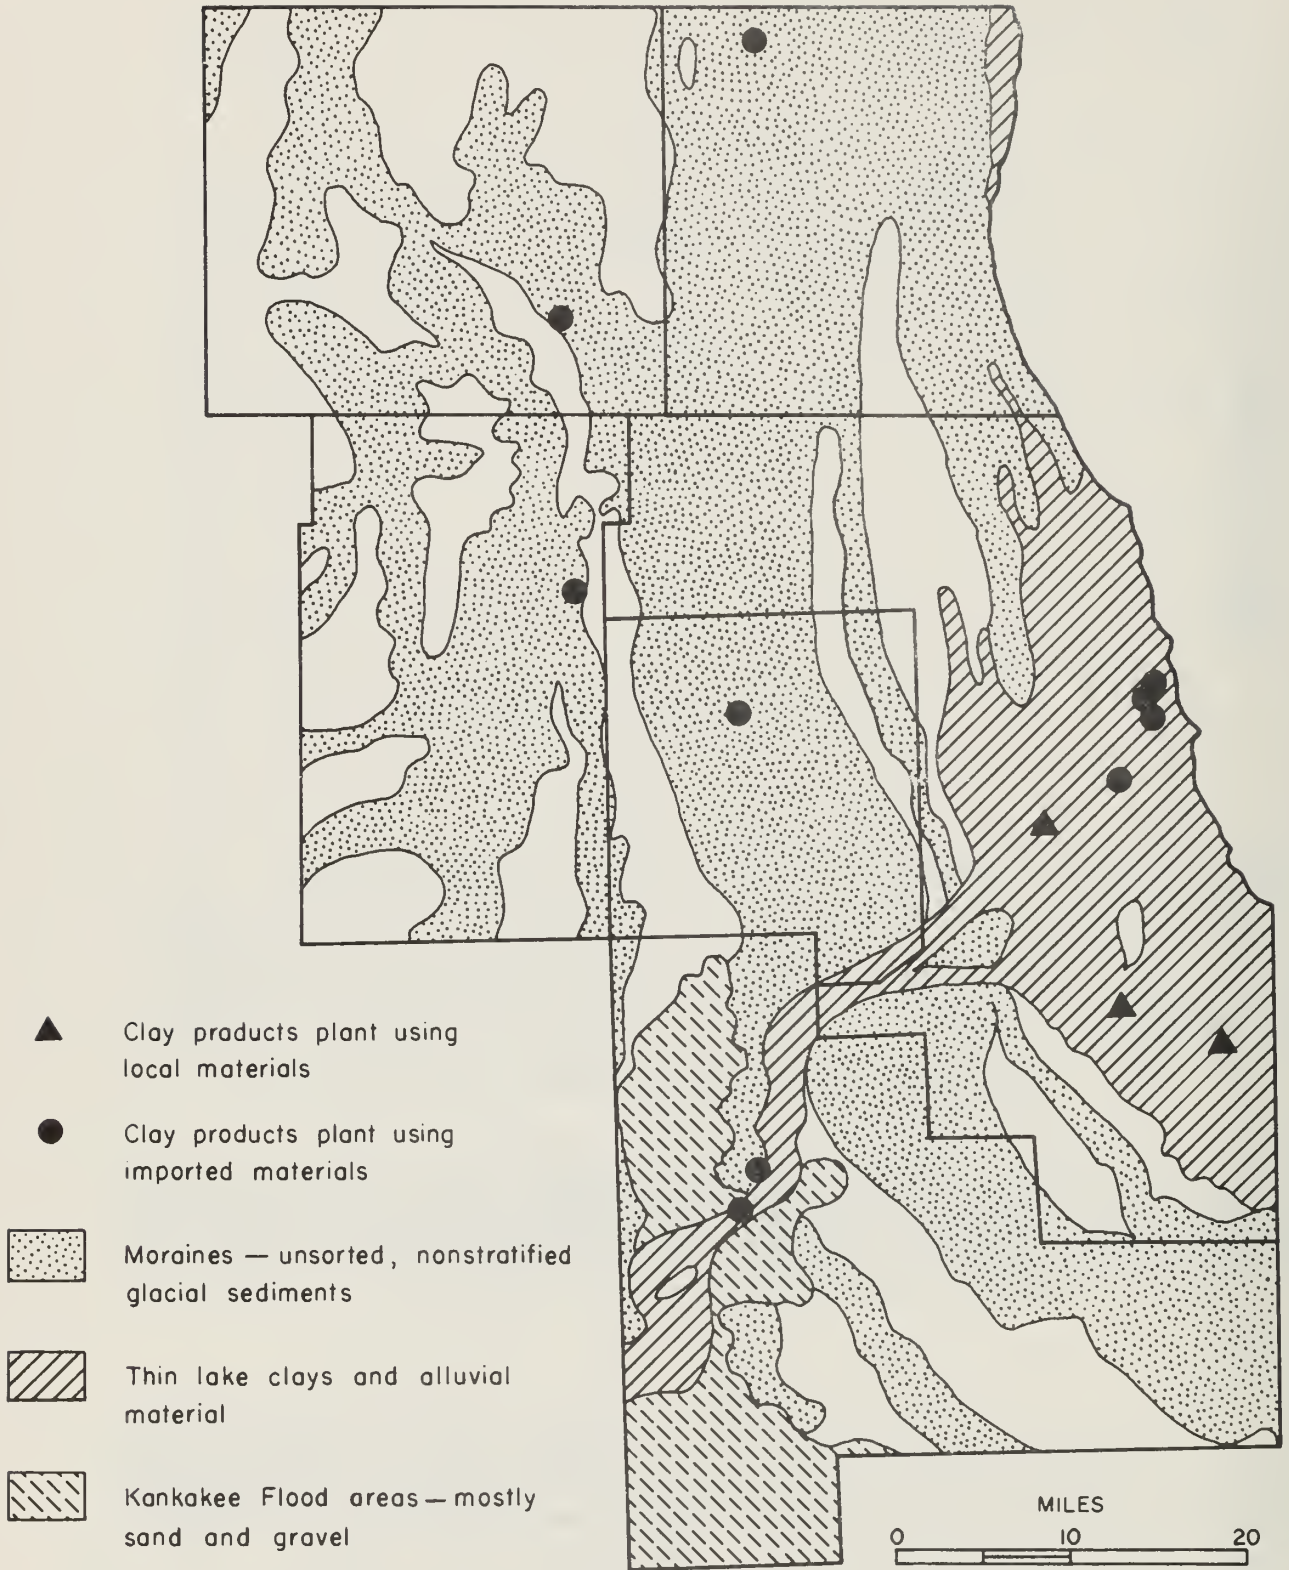 Clay products plant using
local materials
Clay products plant using
imported materials
Moraines — unsorted, nonstratified
glacial sediments
Thin lake clays and alluvial
material
Kankakee Flood areas — mostly
sand and gravel
MILES
0 10 20